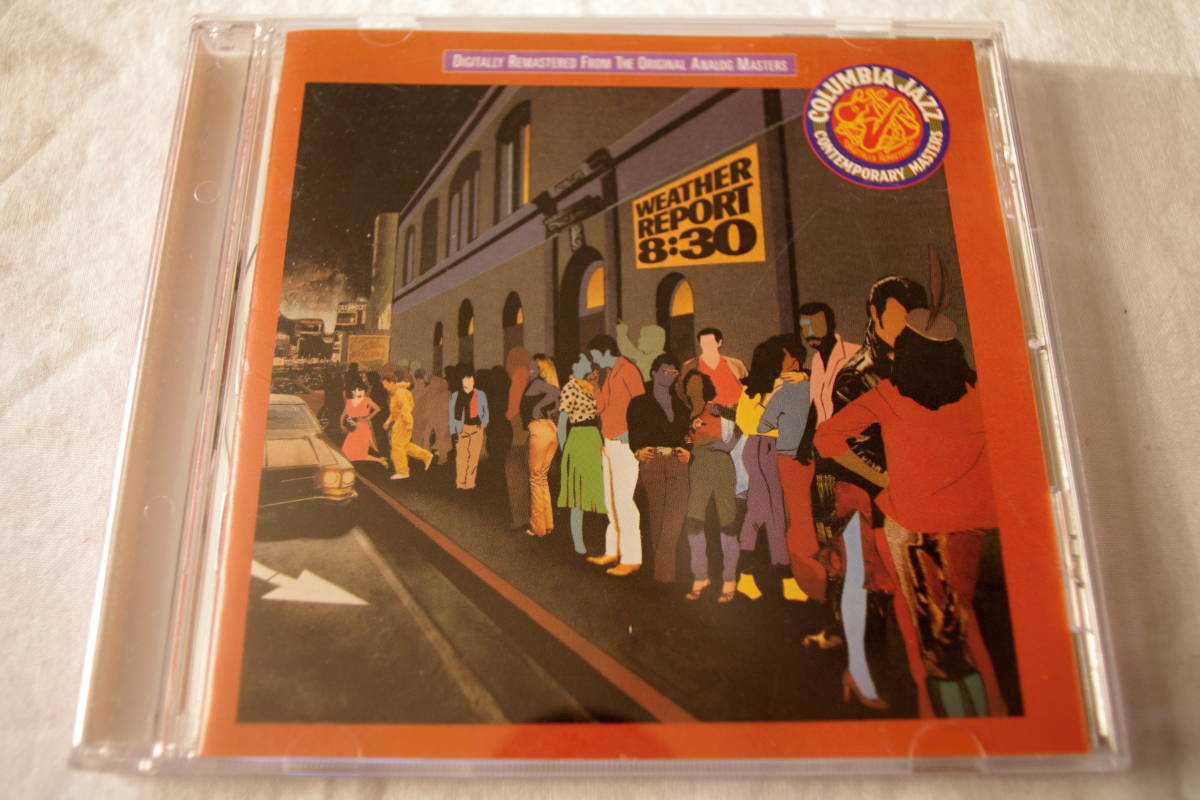 DIGITALLY REMASTERED FROM THE ORIGINAL ANALOG MASTERS
COLUMBIA JAZZ
CONTEMPORARY MASTERS
WEATHER
REPORT
8:30